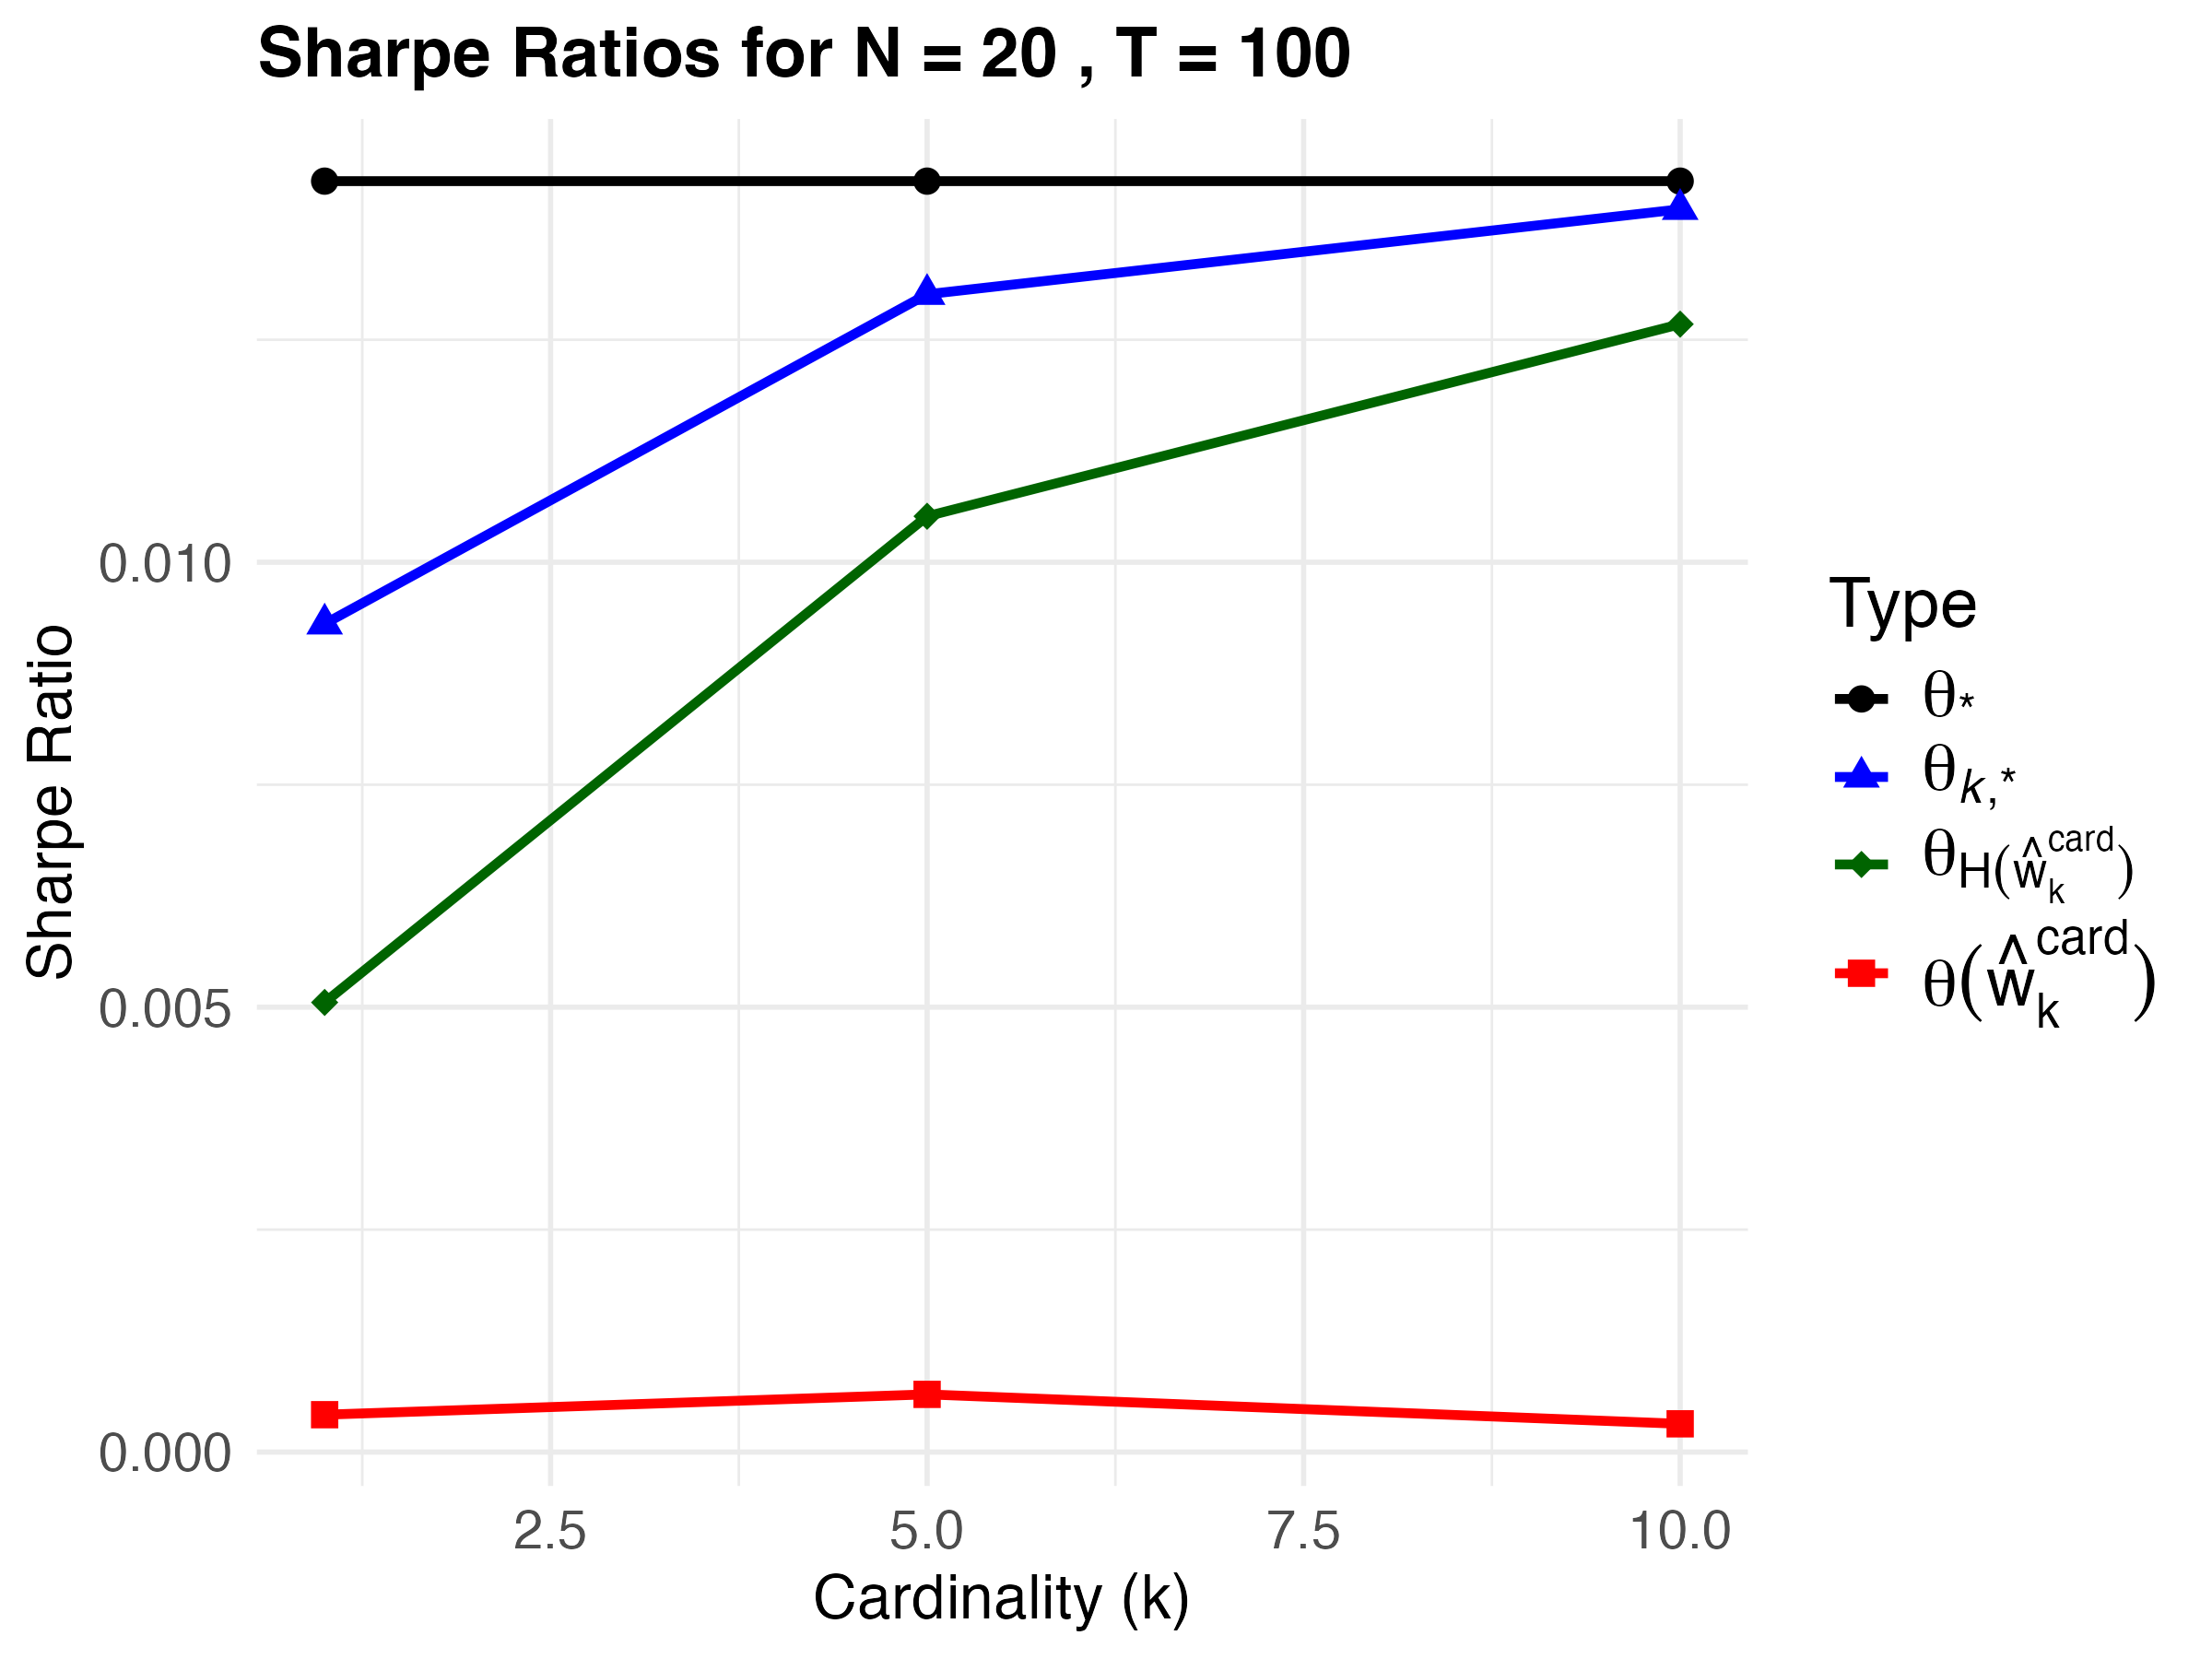 Sharpe Ratios for N = 20 , T = 100
Sharpe Ratio
0.010
0.005
0.000
2.5 5.0 7.5 10.0
Cardinality (k)
Type
θ*
θk,*
θH(ŵkcard)
θ(ŵkcard)